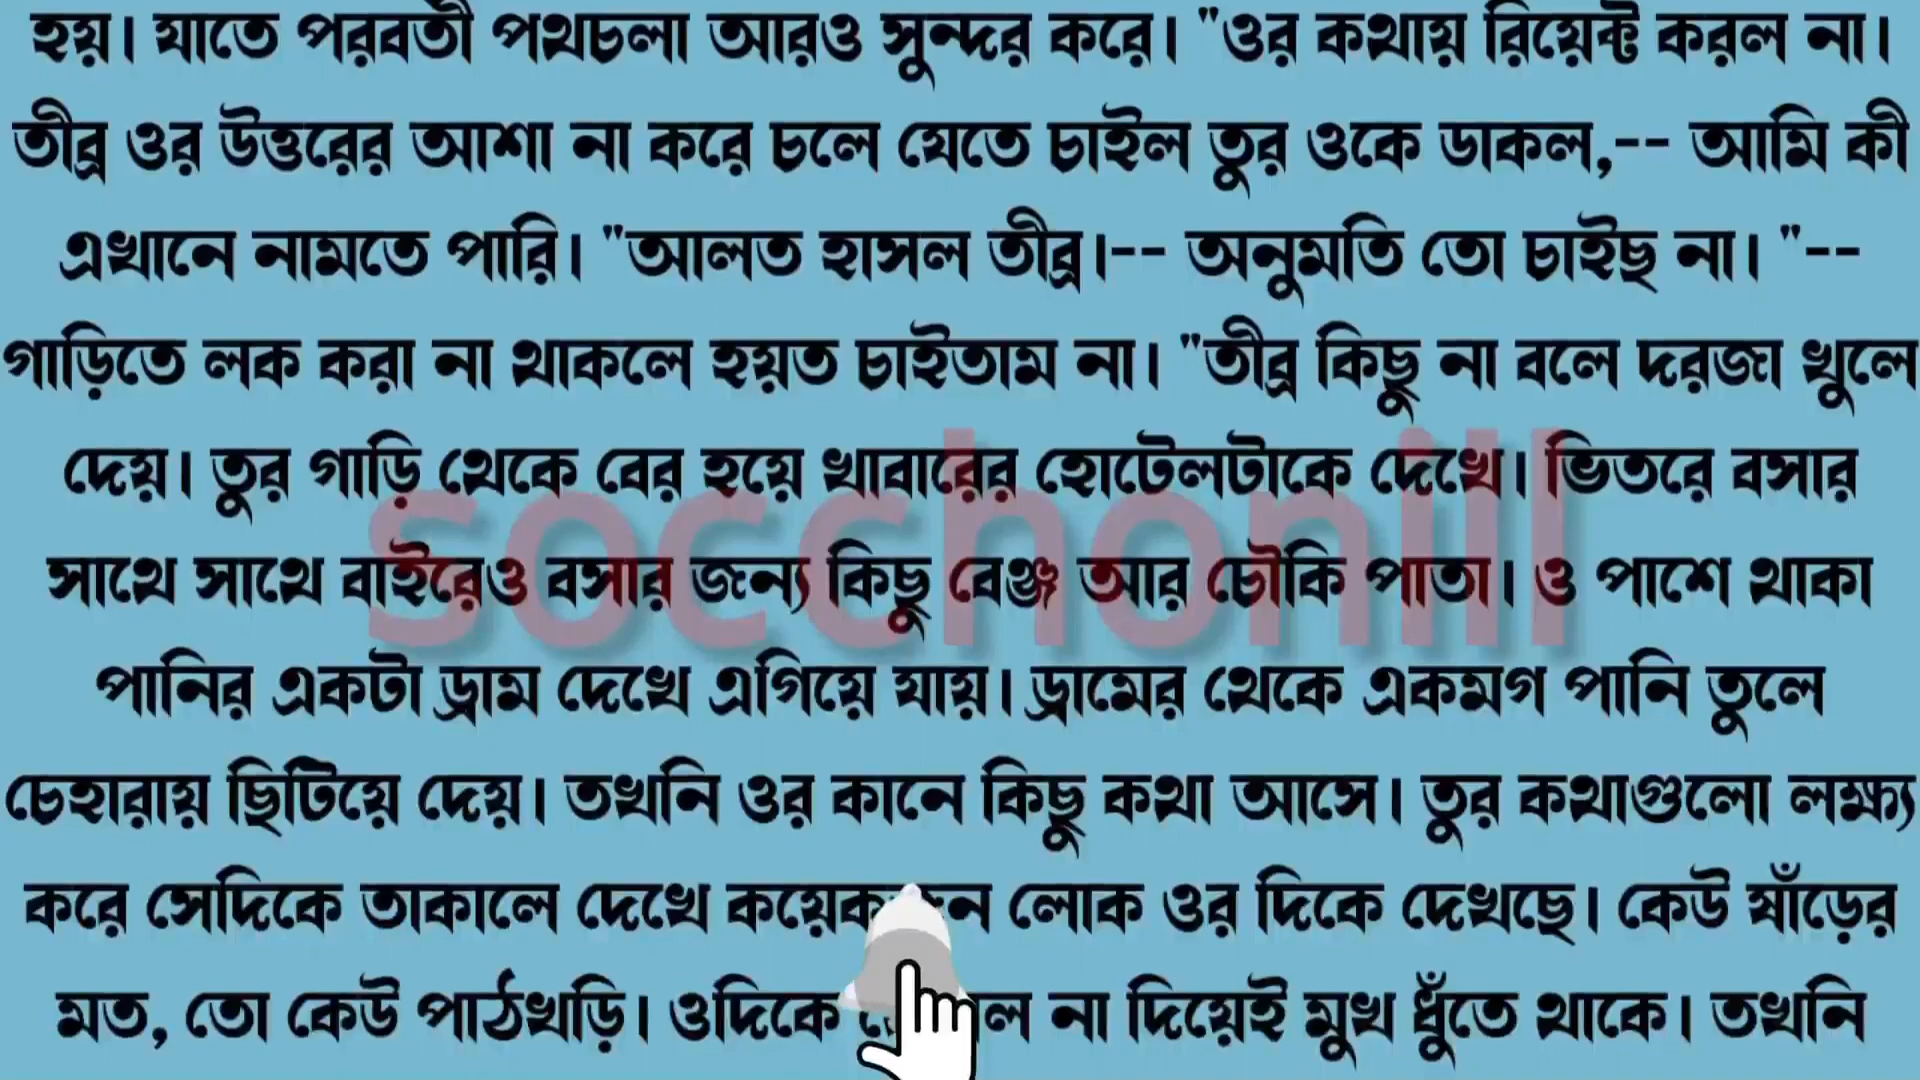 হয়। যাতে পরবর্তী পথচলা আরও সুন্দর করে। "ওর কথায় রিয়েক্ট করল না।
তীব্র ওর উত্তরের আশা না করে চলে যেতে চাইল তুর ওকে ডাকল,-- আমি কী
এখানে নামতে পারি। "আলত হাসল তীব্র।-- অনুমতি তো চাইছ না। "--
গাড়িতে লক করা না থাকলে হয়ত চাইতাম না। "তীব্র কিছু না বলে দরজা খুলে
দেয়। তুর গাড়ি থেকে বের হয়ে খাবারের হোটেলটাকে দেখে। ভিতরে বসার
socchonill
সাথে সাথে বাইরেও বসার জন্য কিছু বেঞ্জ আর চৌকি পাতা। ও পাশে থাকা
পানির একটা ড্রাম দেখে এগিয়ে যায়। ড্রামের থেকে একমগ পানি তুলে
চেহারায় ছিটিয়ে দেয়। তখনি ওর কানে কিছু কথা আসে। তুর কথাগুলো লক্ষ্য
করে সেদিকে তাকালে দেখে লোক ওর দিকে দেখছে। কেউ ষাঁড়ের
মত, তো কেউ পাঠখড়ি। ওদিকে না দিয়েই মুখ ধুঁতে থাকে। তখনি